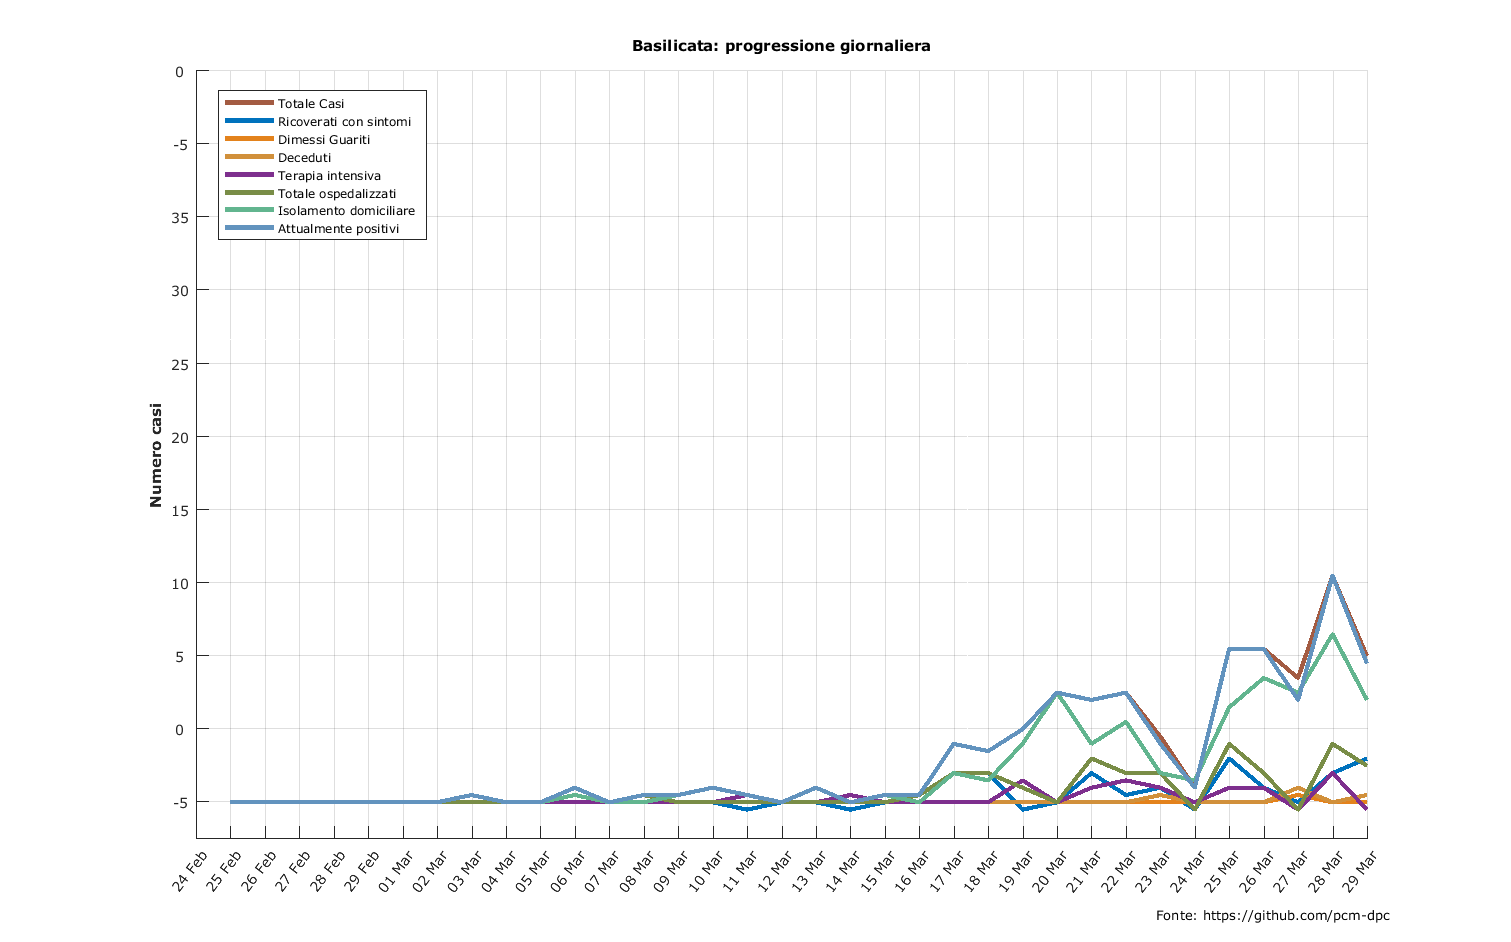 Basilicata: progressione giornaliera
0
-5
35
30
25
20
15
10
5
0
-5
Numero casi
Totale Casi
Ricoverati con sintomi
Dimessi Guariti
Deceduti
Terapia intensiva
Totale ospedalizzati
Isolamento domiciliare
Attualmente positivi
24 Feb
25 Feb
26 Feb
27 Feb
28 Feb
29 Feb
01 Mar
02 Mar
03 Mar
04 Mar
05 Mar
06 Mar
07 Mar
08 Mar
09 Mar
10 Mar
11 Mar
12 Mar
13 Mar
14 Mar
15 Mar
16 Mar
17 Mar
18 Mar
19 Mar
20 Mar
21 Mar
22 Mar
23 Mar
24 Mar
25 Mar
26 Mar
27 Mar
28 Mar
29 Mar
Fonte: https://github.com/pcm-dpc